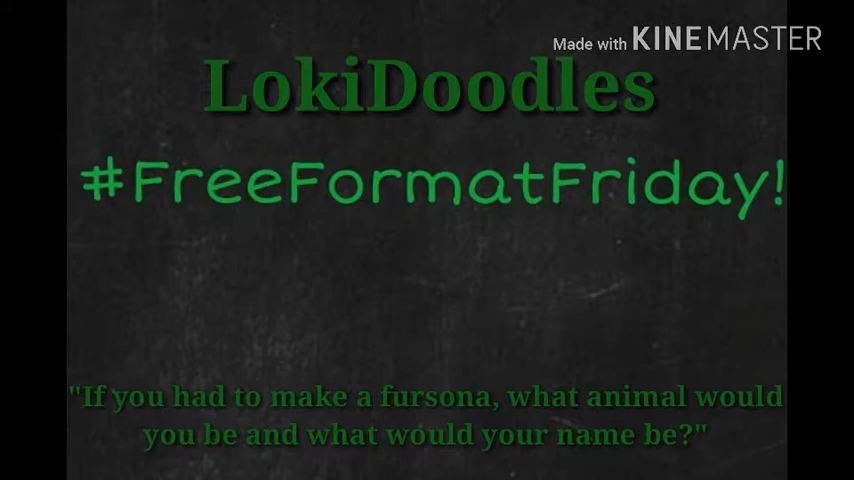 Made with KINEMASTER
LokiDoodles
#FreeFormatFriday!
"If you had to make a fursona, what animal would
you be and what would your name be?"